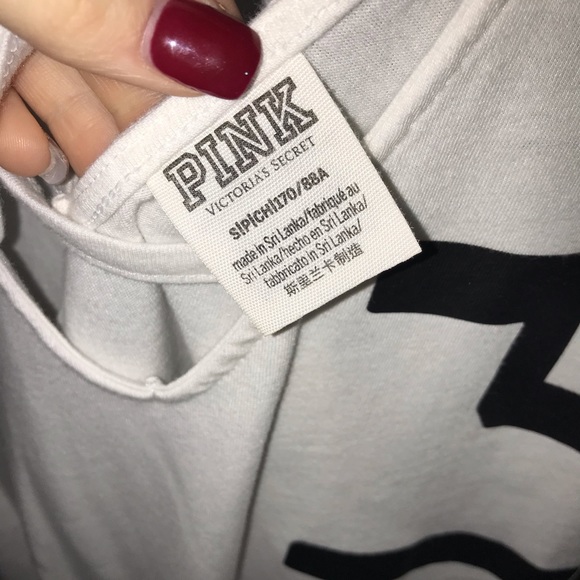 PINK
VICTORIA'S SECRET
S|P|CH|170/88A
made in Sri Lanka/fabriqué au
Sri Lanka/hecho en Sri Lanka/
fabbricato in Sri Lanka/
斯里兰卡制造